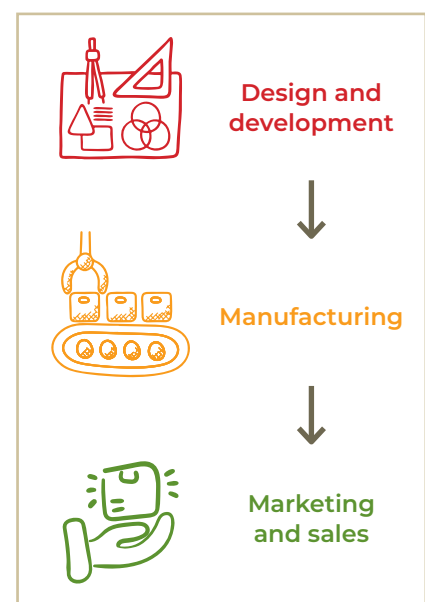 Design and
development
Manufacturing
Marketing
and sales